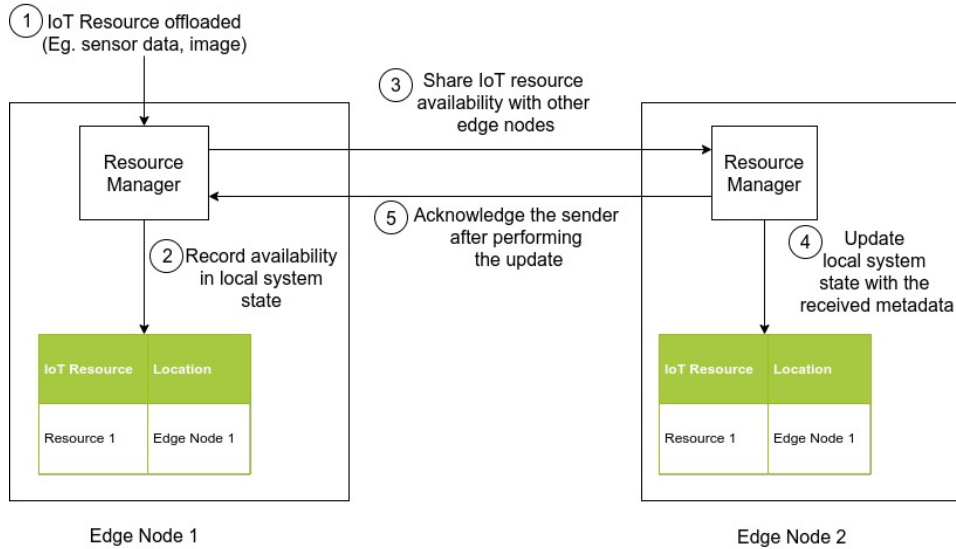 1
IoT Resource offloaded
(Eg. sensor data, image)
3
Share IoT resource
availability with other
edge nodes
Resource
Manager
Resource
Manager
5
Acknowledge the sender
after performing
the update
2
Record availability
in local system
state
4
Update
local system
state with the
received metadata
IoT Resource
Location
Resource 1
Edge Node 1
IoT Resource
Location
Resource 1
Edge Node 1
Edge Node 1
Edge Node 2